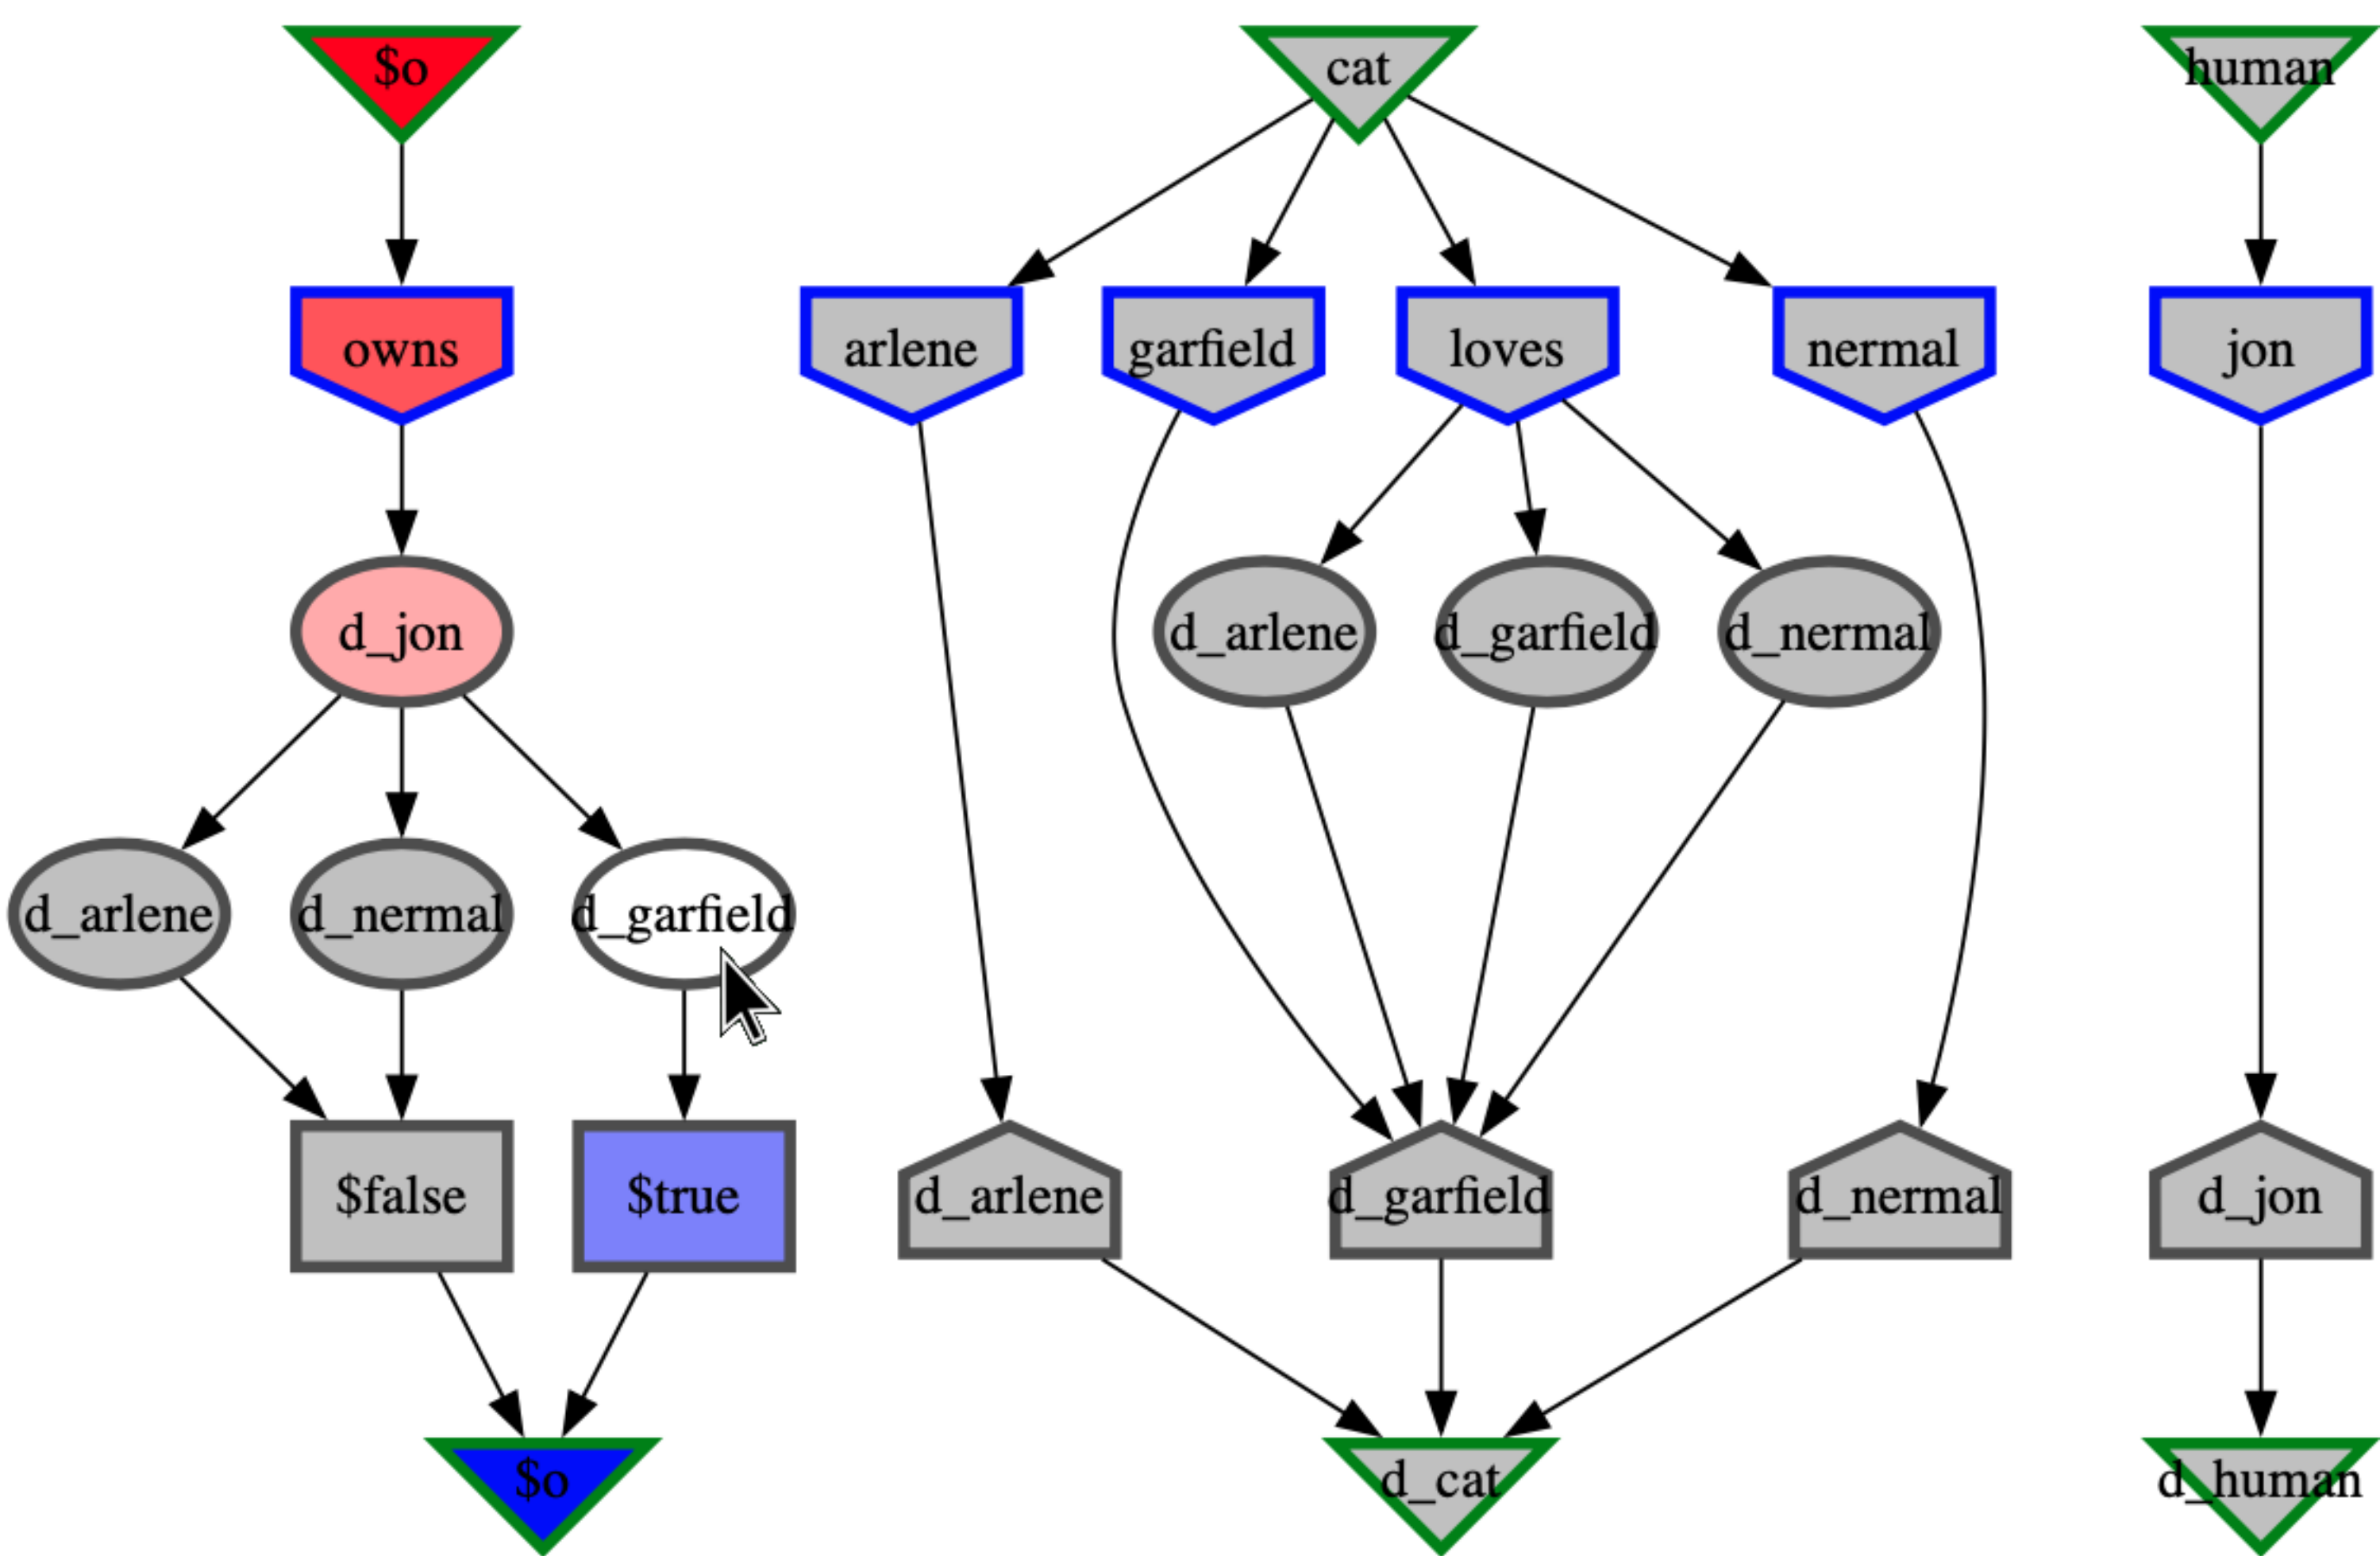 $o
cat
human
owns
arlene
garfield
loves
nermal
jon
d_jon
d_arlene
d_garfield
d_nermal
d_arlene
d_nermal
d_garfield
$false
$true
d_arlene
d_garfield
d_nermal
d_jon
$o
d_cat
d_human